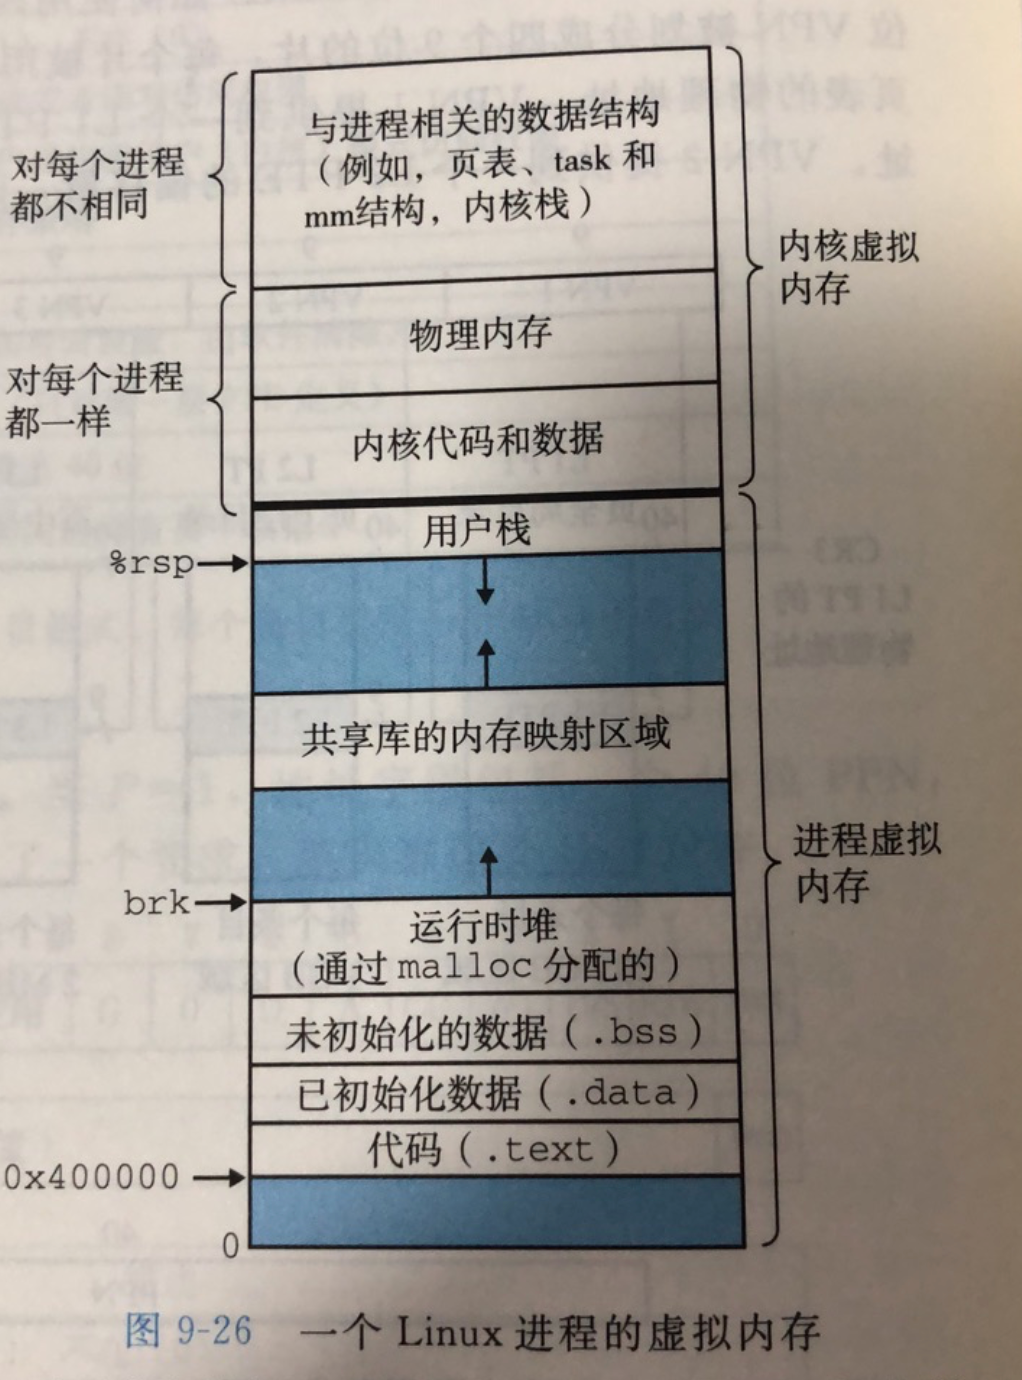 与进程相关的数据结构
（例如，页表、task 和
mm结构，内核栈）
对每个进程
都不相同
内核虚拟
内存
物理内存
对每个进程
都一样
内核代码和数据
用户栈
%rsp
共享库的内存映射区域
进程虚拟
内存
brk
运行时堆
（通过 malloc 分配的）
未初始化的数据（.bss）
已初始化数据（.data）
代码（.text）
0x400000
0
图 9-26 一个 Linux 进程的虚拟内存